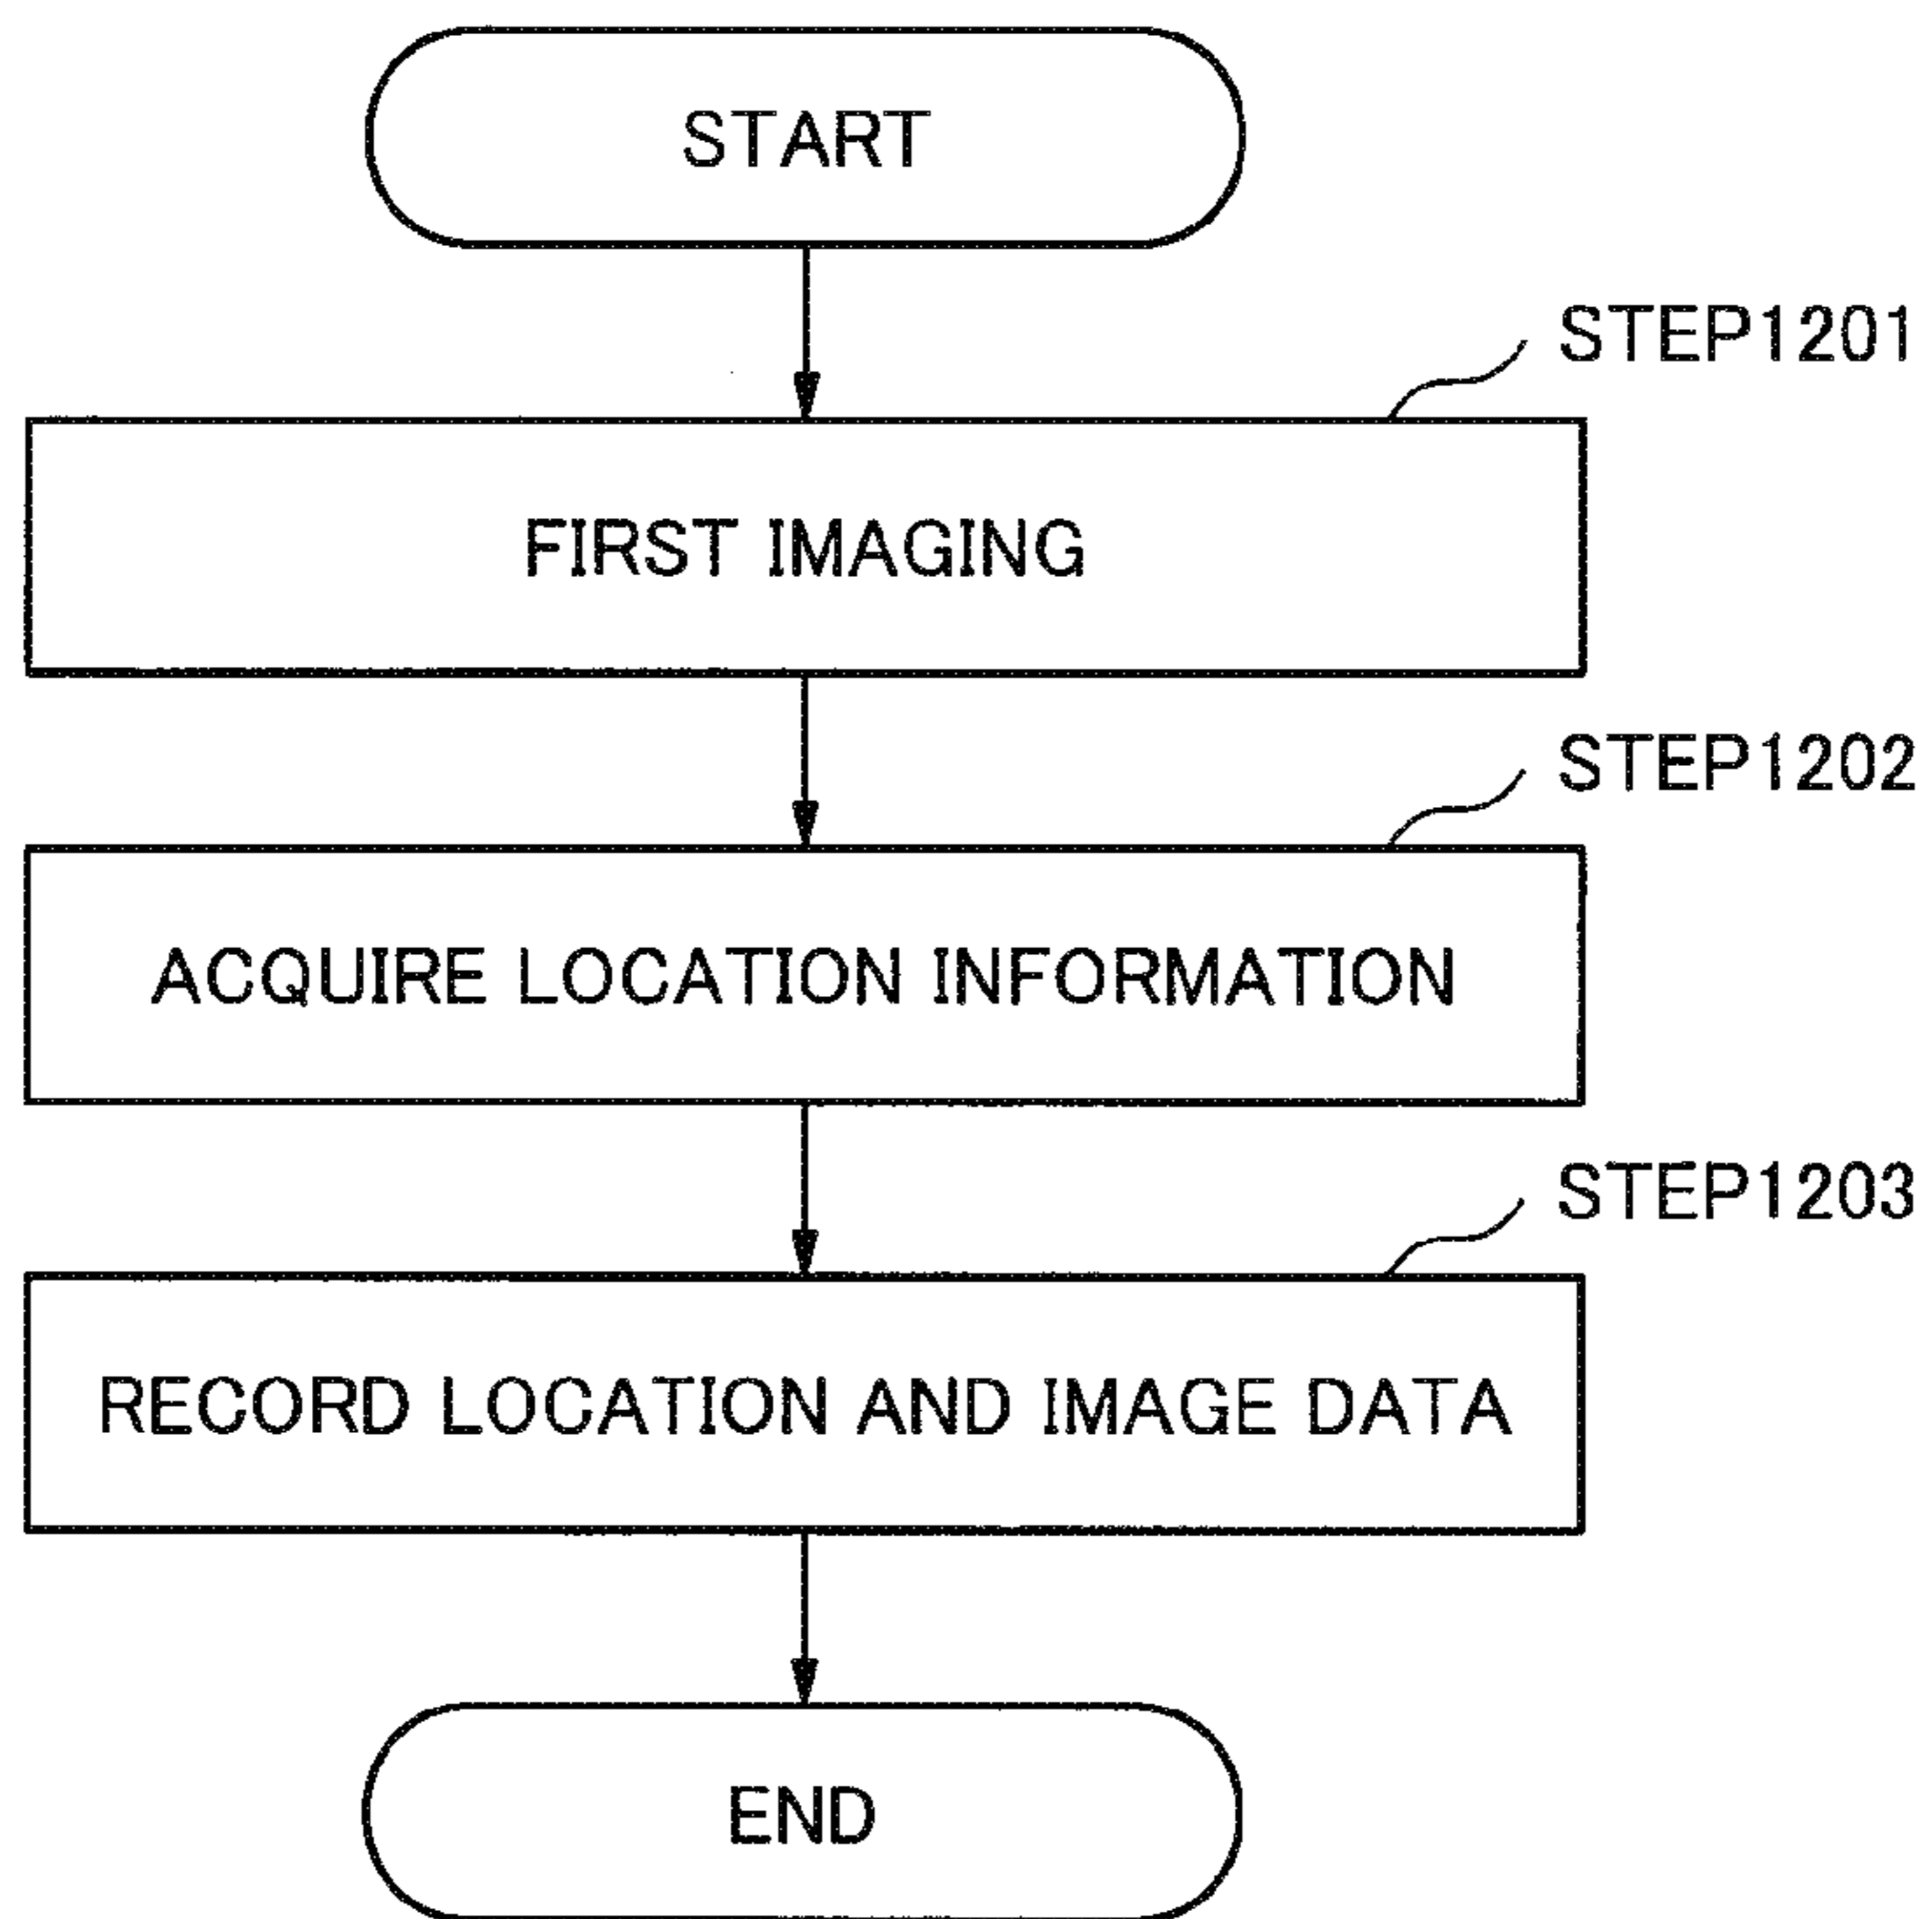 START
STEP1201
FIRST IMAGING
STEP1202
ACQUIRE LOCATION INFORMATION
STEP1203
RECORD LOCATION AND IMAGE DATA
END